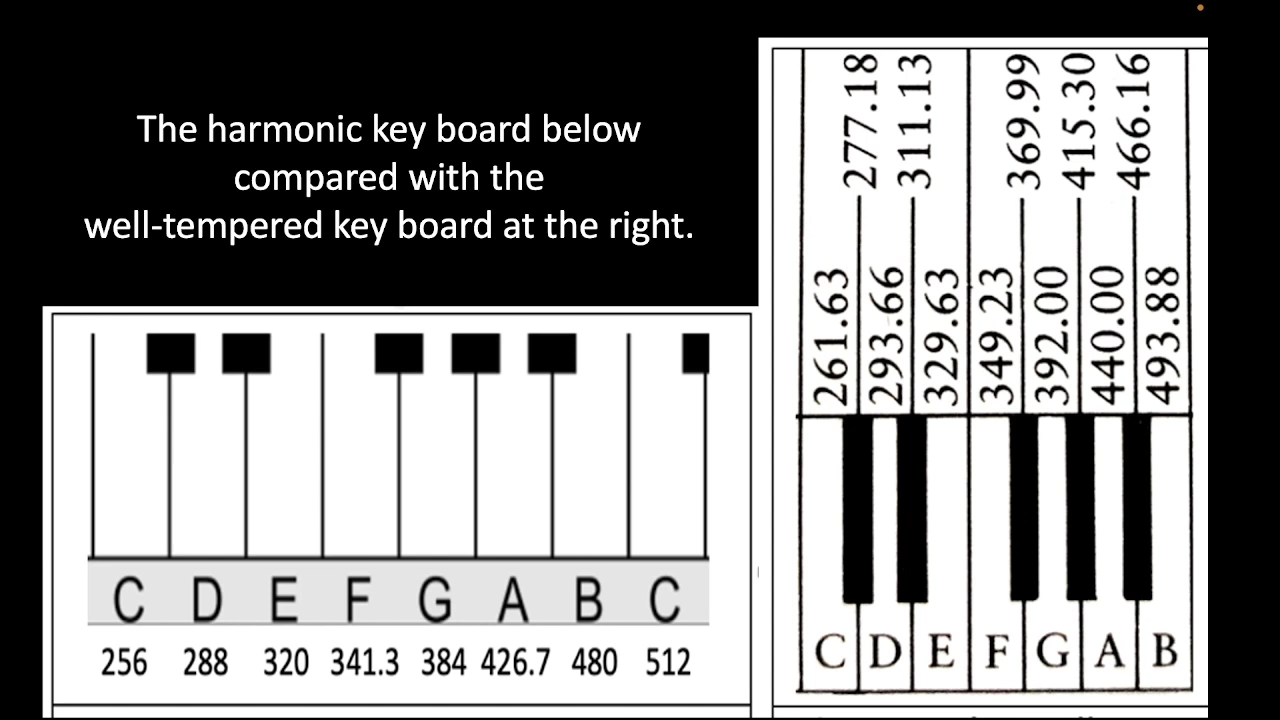 The harmonic key board below
compared with the
well-tempered key board at the right.
C D E F G A B C
256 288 320 341.3 384 426.7 480 512
277.18 311.13 369.99 415.30 466.16
261.63 293.66 329.63 349.23 392.00 440.00 493.88
C D E F G A B